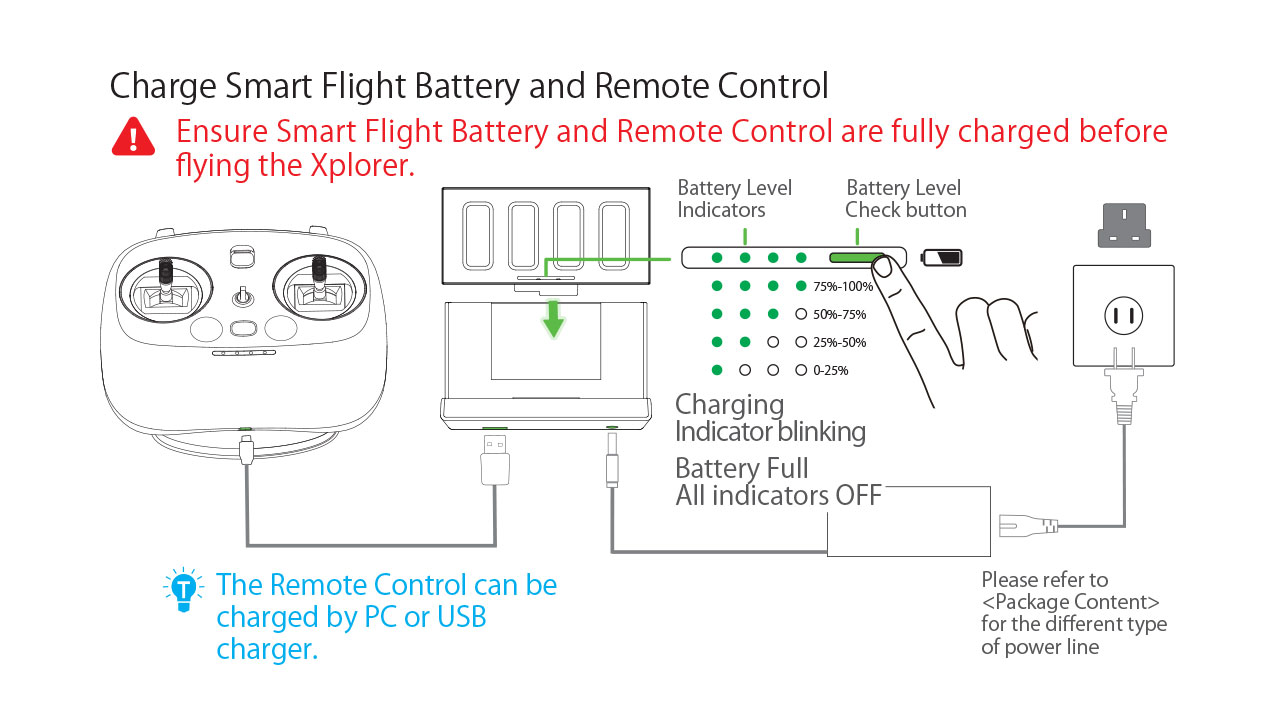 Charge Smart Flight Battery and Remote Control
Ensure Smart Flight Battery and Remote Control are fully charged before
flying the Xplorer.
Battery Level
Indicators
Battery Level
Check button
75%-100%
50%-75%
25%-50%
0-25%
Charging
Indicator blinking
Battery Full
All indicators OFF
The Remote Control can be
charged by PC or USB
charger.
Please refer to
<Package Content>
for the different type
of power line